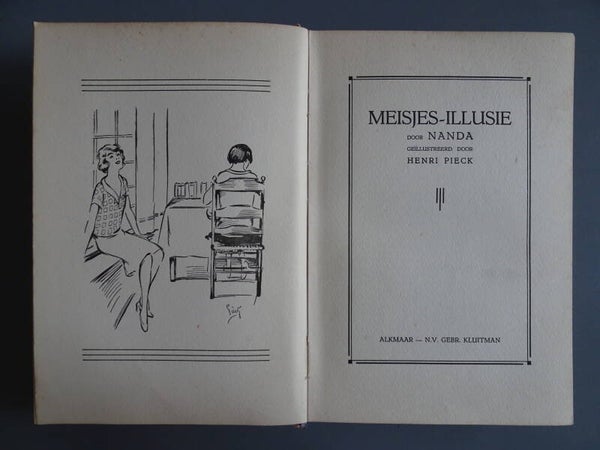 MEISJES-ILLUSIE
DOOR NANDA
GEÏLLUSTREERD DOOR
HENRI PIECK
ALKMAAR — N.V. GEBR. KLUITMAN